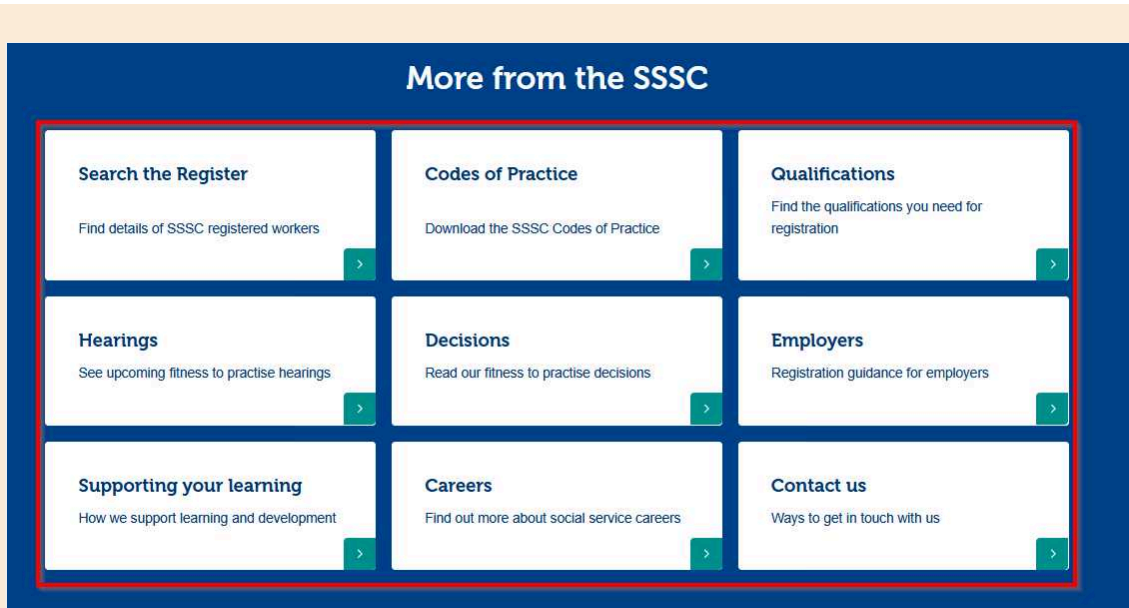 More from the SSSC
Search the Register
Find details of SSSC registered workers
Codes of Practice
Download the SSSC Codes of Practice
Qualifications
Find the qualifications you need for
registration
Hearings
See upcoming fitness to practise hearings
Decisions
Read our fitness to practise decisions
Employers
Registration guidance for employers
Supporting your learning
How we support learning and development
Careers
Find out more about social service careers
Contact us
Ways to get in touch with us